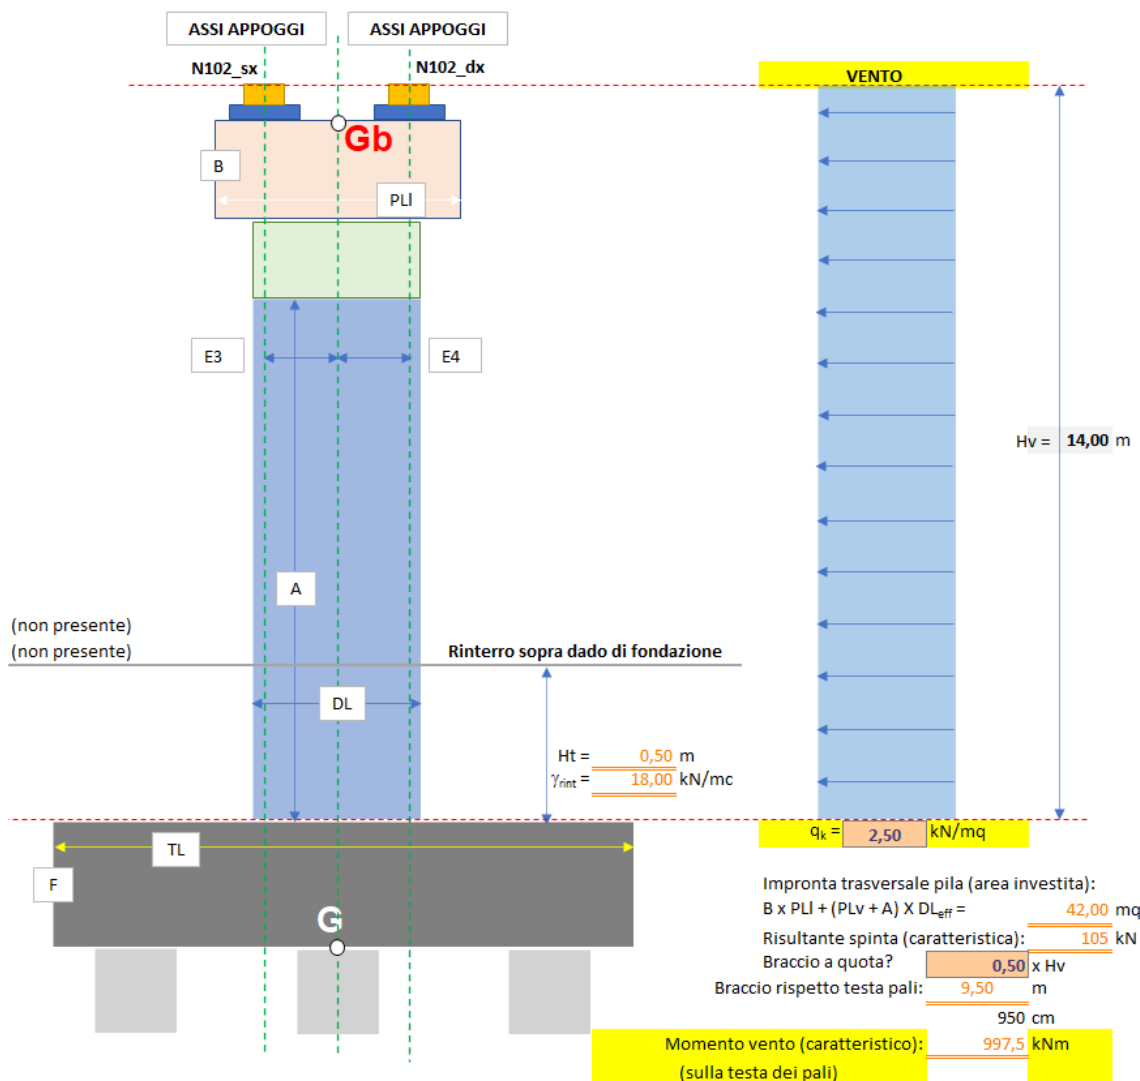 ASSI APPOGGI
ASSI APPOGGI
N102_sx
N102_dx
VENTO
Gb
B
PLl
E3
E4
Hv = 14,00 m
A
(non presente)
(non presente)
Rinterro sopra dado di fondazione
DL
Ht = 0,50 m
γrint = 18,00 kN/mc
qk = 2,50 kN/mq
TL
F
G
Impronta trasversale pila (area investita):
B x PLl + (PLv + A) X DLeff = 42,00 mq
Risultante spinta (caratteristica): 105 kN
Braccio a quota? 0,50 x Hv
Braccio rispetto testa pali: 9,50 m
950 cm
Momento vento (caratteristico): 997,5 kNm
(sulla testa dei pali)